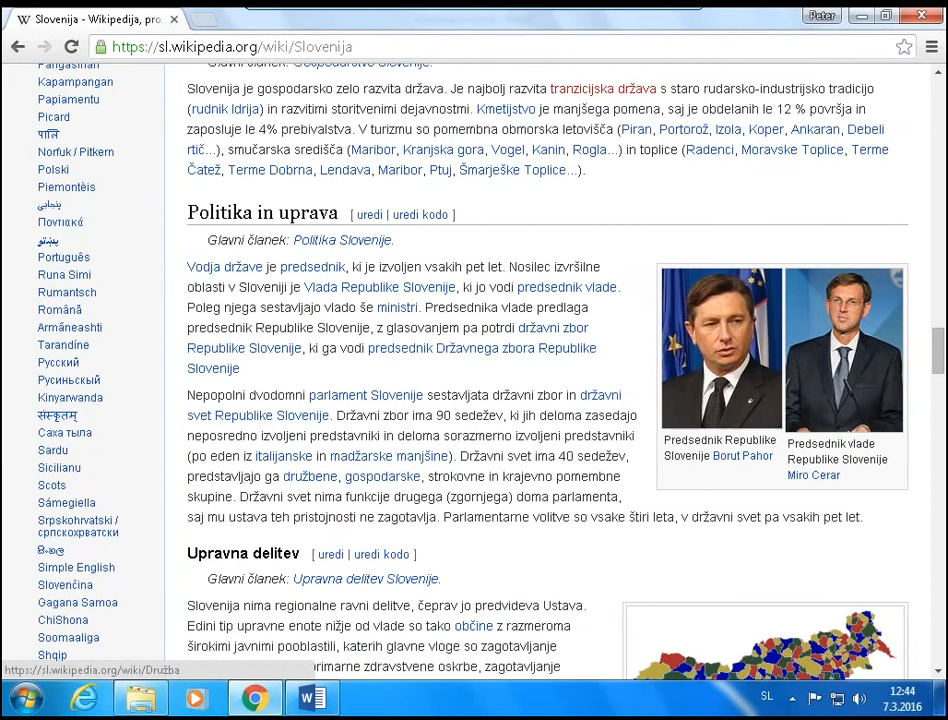 Slovenija - Wikipedija, pro
Peter
https://sl.wikipedia.org/wiki/Slovenija
Pangasinan
Kapampangan
Papiamentu
Picard
पालि
Norfuk / Pitkern
Polski
Piemontèis
پنجابی
Ποντιακά
پښتو
Português
Runa Simi
Rumantsch
Română
Armãneashti
Tarandíne
Русский
Русиньскый
Kinyarwanda
संस्कृतम्
Саха тыла
Sardu
Sicilianu
Scots
Sámegiella
Srpskohrvatski /
српскохрватски
සිංහල
Simple English
Slovenčina
Gagana Samoa
ChiShona
Soomaaliga
Shqip
Glavni članek: Gospodarstvo Slovenije.
Slovenija je gospodarsko zelo razvita država. Je najbolj razvita tranzicijska država s staro rudarsko-industrijsko tradicijo
(rudnik Idrija) in razvitimi storitvenimi dejavnostmi. Kmetijstvo je manjšega pomena, saj je obdelanih le 12 % površja in
zaposluje le 4% prebivalstva. V turizmu so pomembna obmorska letovišča (Piran, Portorož, Izola, Koper, Ankaran, Debeli
rtič...), smučarska središča (Maribor, Kranjska gora, Vogel, Kanin, Rogla...) in toplice (Radenci, Moravske Toplice, Terme
Čatež, Terme Dobrna, Lendava, Maribor, Ptuj, Šmarješke Toplice...).
Politika in uprava [ uredi | uredi kodo ]
Glavni članek: Politika Slovenije.
Vodja države je predsednik, ki je izvoljen vsakih pet let. Nosilec izvršilne
oblasti v Sloveniji je Vlada Republike Slovenije, ki jo vodi predsednik vlade.
Poleg njega sestavljajo vlado še ministri. Predsednika vlade predlaga
predsednik Republike Slovenije, z glasovanjem pa potrdi državni zbor
Republike Slovenije, ki ga vodi predsednik Državnega zbora Republike
Slovenije
Nepopolni dvodomni parlament Slovenije sestavljata državni zbor in državni
svet Republike Slovenije. Državni zbor ima 90 sedežev, ki jih deloma zasedajo
neposredno izvoljeni predstavniki in deloma sorazmerno izvoljeni predstavniki
(po eden iz italijanske in madžarske manjšine). Državni svet ima 40 sedežev,
predstavljajo ga družbene, gospodarske, strokovne in krajevno pomembne
skupine. Državni svet nima funkcije drugega (zgornjega) doma parlamenta,
saj mu ustava teh pristojnosti ne zagotavlja. Parlamentarne volitve so vsake štiri leta, v državni svet pa vsakih pet let.
Predsednik Republike
Slovenije Borut Pahor
Predsednik vlade
Republike Slovenije
Miro Cerar
Upravna delitev [ uredi | uredi kodo ]
Glavni članek: Upravna delitev Slovenije.
Slovenija nima regionalne ravni delitve, čeprav jo predvideva Ustava.
Edini tip upravne enote nižje od vlade so tako občine z razmeroma
širokimi javnimi pooblastili, katerih glavne vloge so zagotavljanje
primarne zdravstvene oskrbe, zagotavljanje
https://sl.wikipedia.org/wiki/Družba
SL
12:44
7.3.2016